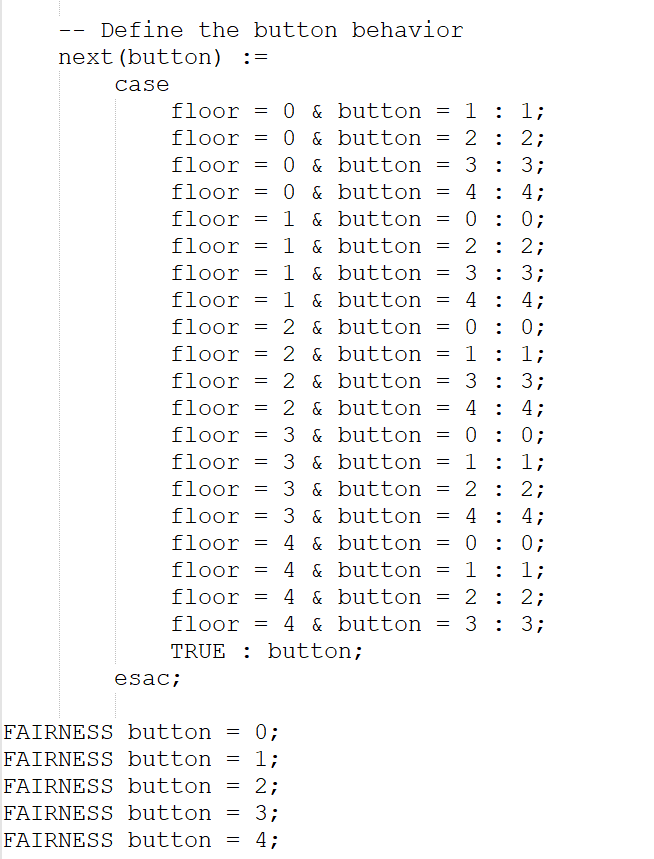 -- Define the button behavior
next(button) :=
case
floor = 0 & button = 1 : 1;
floor = 0 & button = 2 : 2;
floor = 0 & button = 3 : 3;
floor = 0 & button = 4 : 4;
floor = 1 & button = 0 : 0;
floor = 1 & button = 2 : 2;
floor = 1 & button = 3 : 3;
floor = 1 & button = 4 : 4;
floor = 2 & button = 0 : 0;
floor = 2 & button = 1 : 1;
floor = 2 & button = 3 : 3;
floor = 2 & button = 4 : 4;
floor = 3 & button = 0 : 0;
floor = 3 & button = 1 : 1;
floor = 3 & button = 2 : 2;
floor = 3 & button = 4 : 4;
floor = 4 & button = 0 : 0;
floor = 4 & button = 1 : 1;
floor = 4 & button = 2 : 2;
floor = 4 & button = 3 : 3;
TRUE : button;
esac;
FAIRNESS button = 0;
FAIRNESS button = 1;
FAIRNESS button = 2;
FAIRNESS button = 3;
FAIRNESS button = 4;